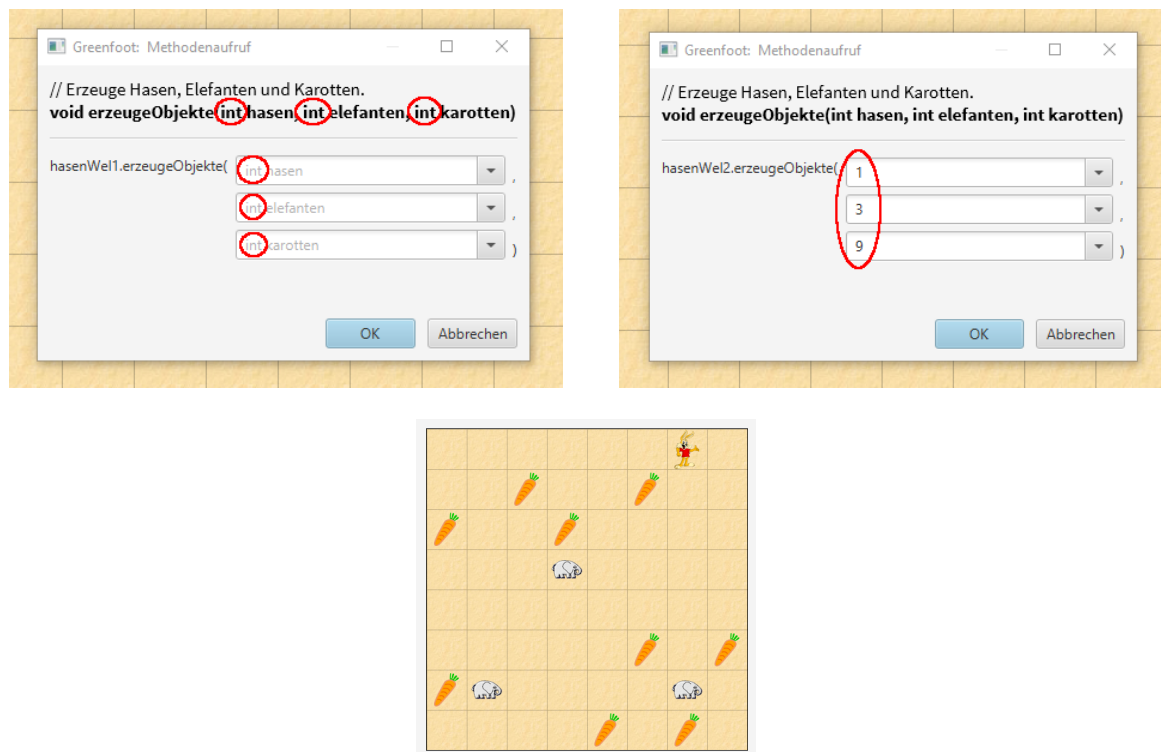 Greenfoot: Methodenaufruf
// Erzeuge Hasen, Elefanten und Karotten.
void erzeugeObjekte(int hasen, int elefanten, int karotten)
hasenWel1.erzeugeObjekte(
int hasen
,
int elefanten
,
int karotten
)
OK
Abbrechen
Greenfoot: Methodenaufruf
// Erzeuge Hasen, Elefanten und Karotten.
void erzeugeObjekte(int hasen, int elefanten, int karotten)
hasenWel2.erzeugeObjekte(
1
,
3
,
9
)
OK
Abbrechen